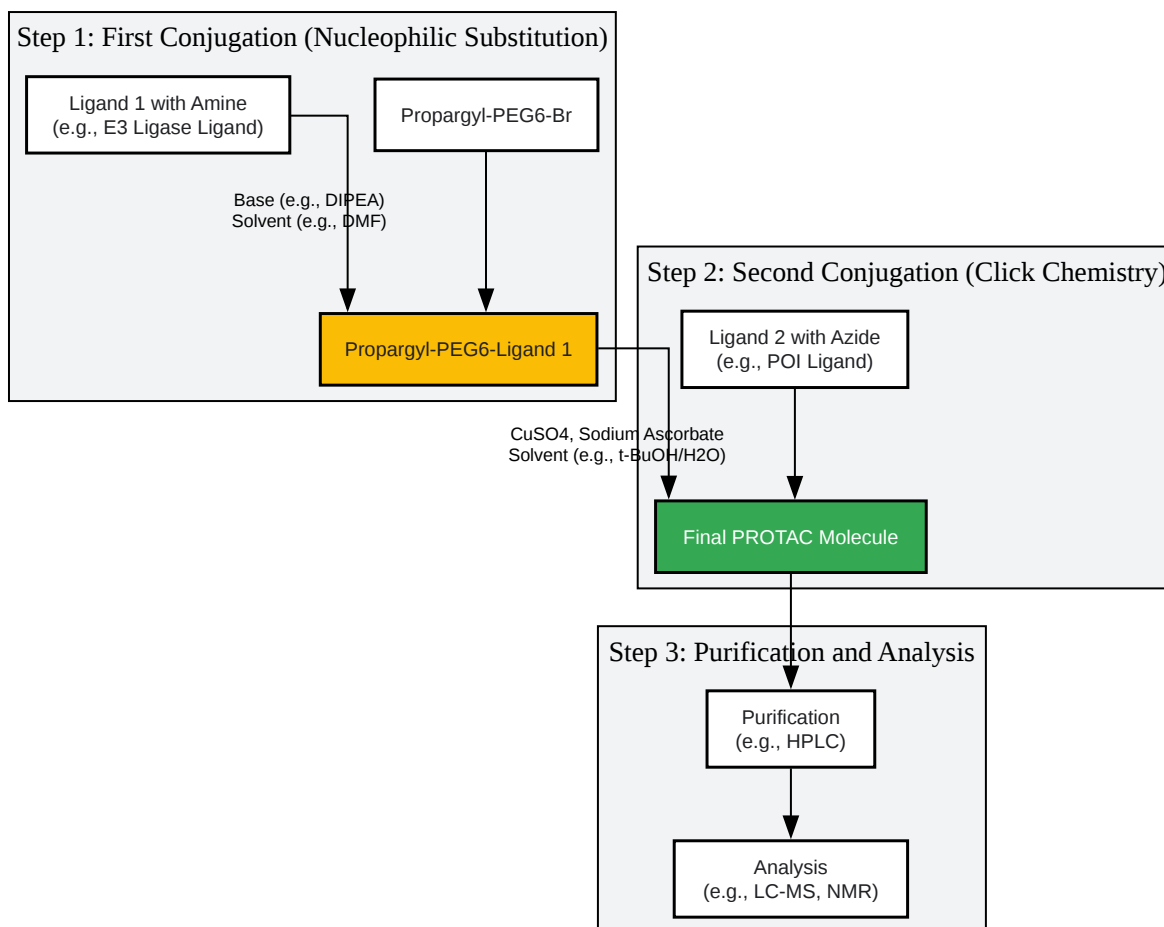 Step 1: First Conjugation (Nucleophilic Substitution)
Ligand 1 with Amine
(e.g., E3 Ligase Ligand)
Propargyl-PEG6-Br
Base (e.g., DIPEA)
Solvent (e.g., DMF)
Propargyl-PEG6-Ligand 1
Step 2: Second Conjugation (Click Chemistry)
Ligand 2 with Azide
(e.g., POI Ligand)
CuSO4, Sodium Ascorbate
Solvent (e.g., t-BuOH/H2O)
Final PROTAC Molecule
Step 3: Purification and Analysis
Purification
(e.g., HPLC)
Analysis
(e.g., LC-MS, NMR)